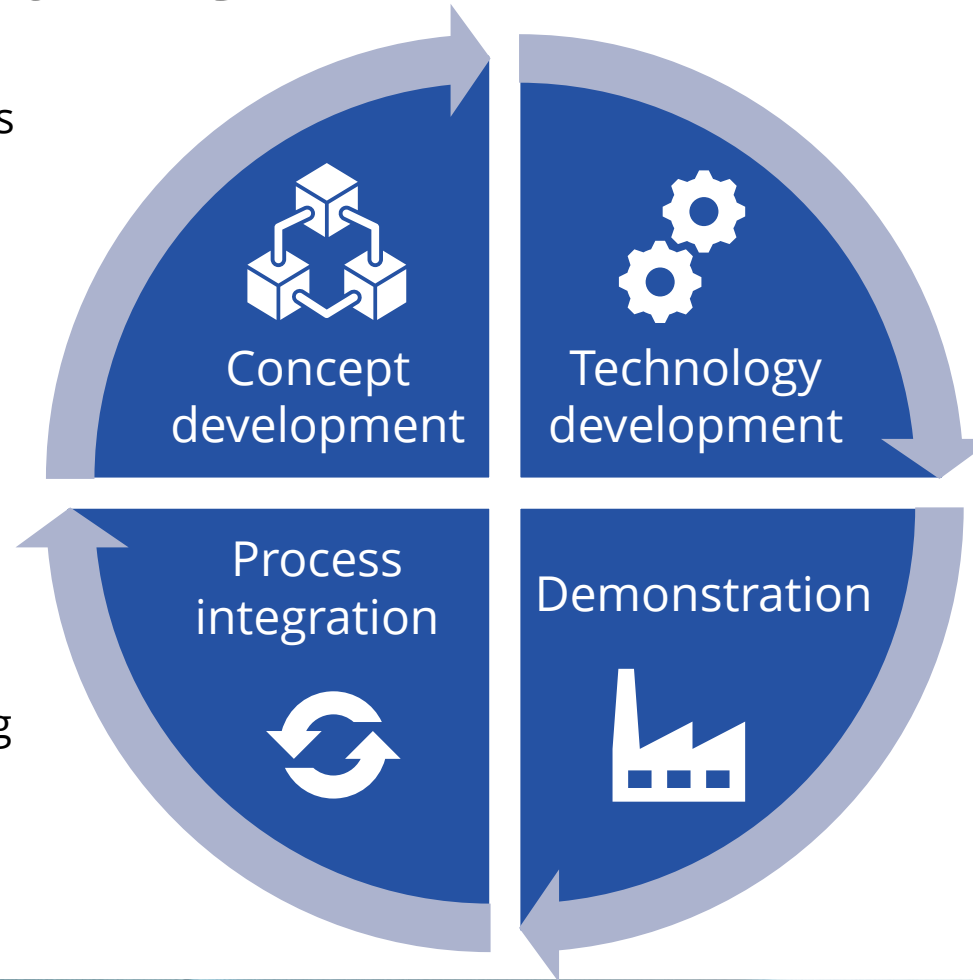 Concept
development
Technology
development
Process
integration
Demonstration